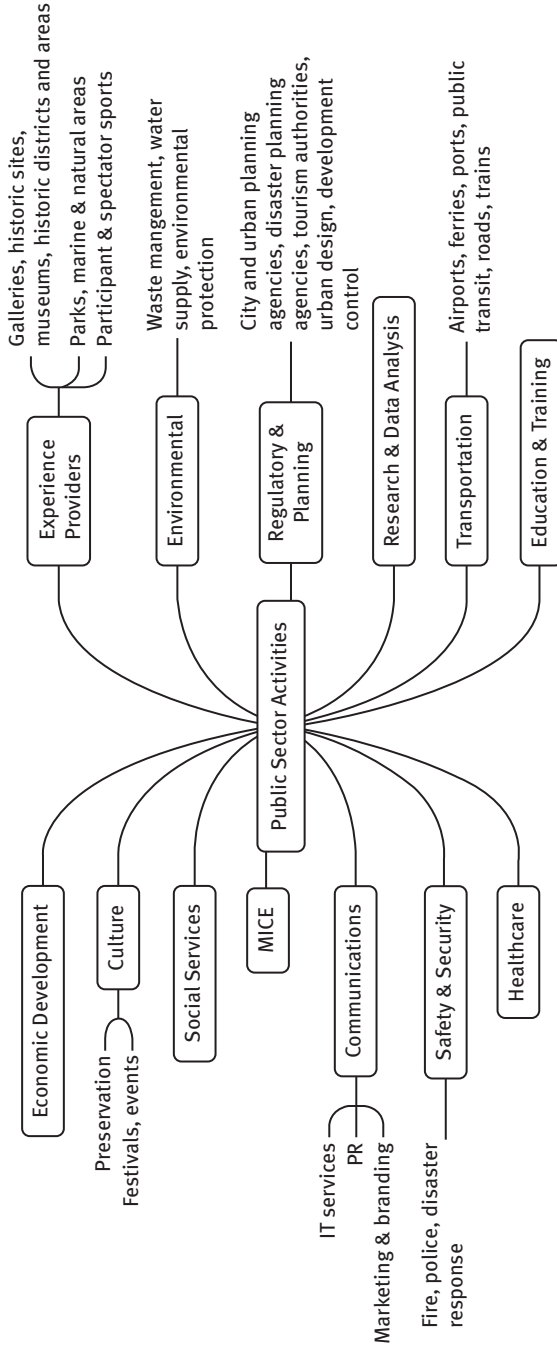 Economic Development
Culture
Preservation
Festivals, events
Social Services
MICE
Communications
IT services
PR
Marketing & branding
Safety & Security
Fire, police, disaster
response
Healthcare
Public Sector Activities
Experience
Providers
Galleries, historic sites,
museums, historic districts and areas
Parks, marine & natural areas
Participant & spectator sports
Environmental
Waste mangement, water
supply, environmental
protection
Regulatory &
Planning
City and urban planning
agencies, disaster planning
agencies, tourism authorities,
urban design, development
control
Research & Data Analysis
Transportation
Airports, ferries, ports, public
transit, roads, trains
Education & Training